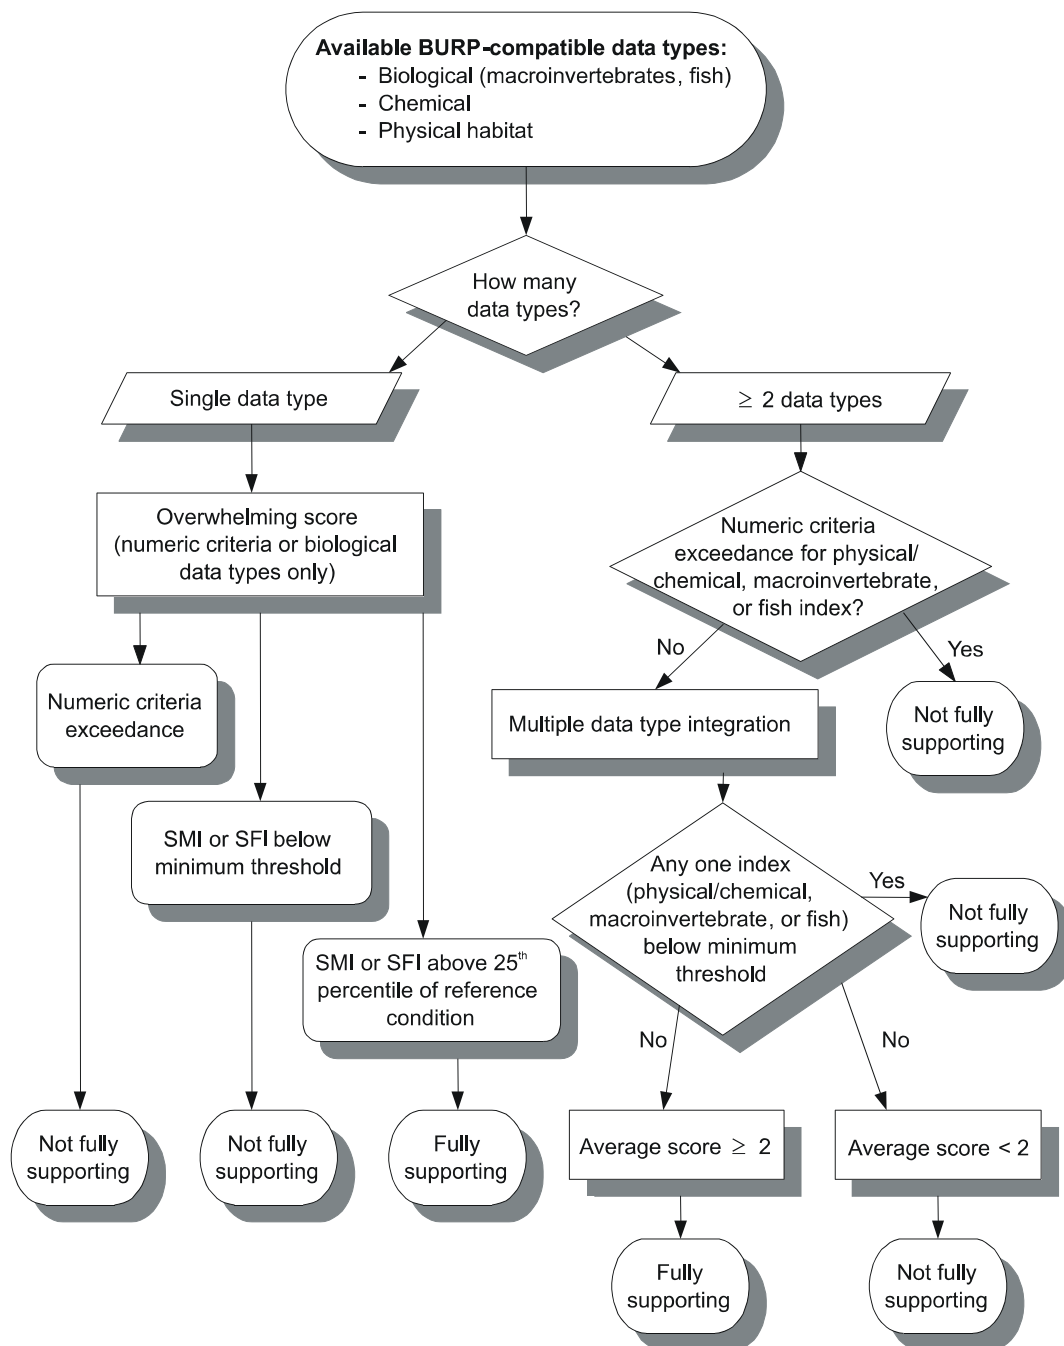 Available BURP-compatible data types:
- Biological (macroinvertebrates, fish)
- Chemical
- Physical habitat
How many
data types?
Single data type
≥ 2 data types
Overwhelming score
(numeric criteria or biological
data types only)
Numeric criteria
exceedance for physical/
chemical, macroinvertebrate,
or fish index?
No
Yes
Numeric criteria
exceedance
Multiple data type integration
Not fully
supporting
SMI or SFI below
minimum threshold
Any one index
(physical/chemical,
macroinvertebrate, or fish)
below minimum
threshold
Yes
Not fully
supporting
SMI or SFI above 25th
percentile of reference
condition
No
No
Not fully
supporting
Not fully
supporting
Fully
supporting
Average score ≥ 2
Average score < 2
Fully
supporting
Not fully
supporting